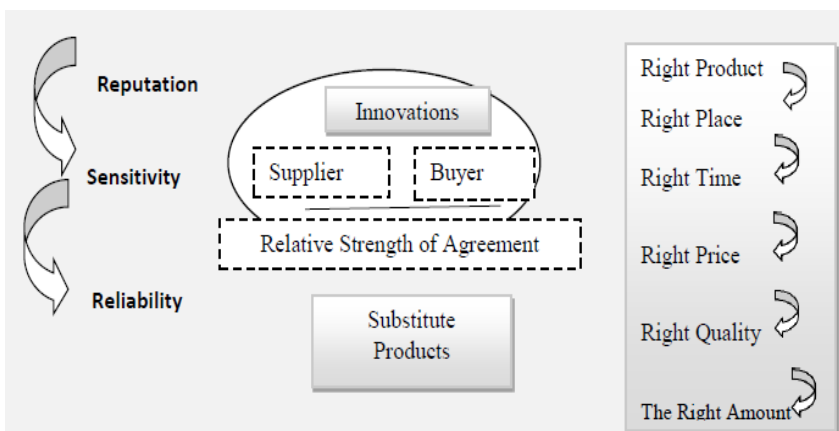 Reputation
Sensitivity
Reliability
Innovations
Supplier
Buyer
Relative Strength of Agreement
Substitute
Products
Right Product
Right Place
Right Time
Right Price
Right Quality
The Right Amount